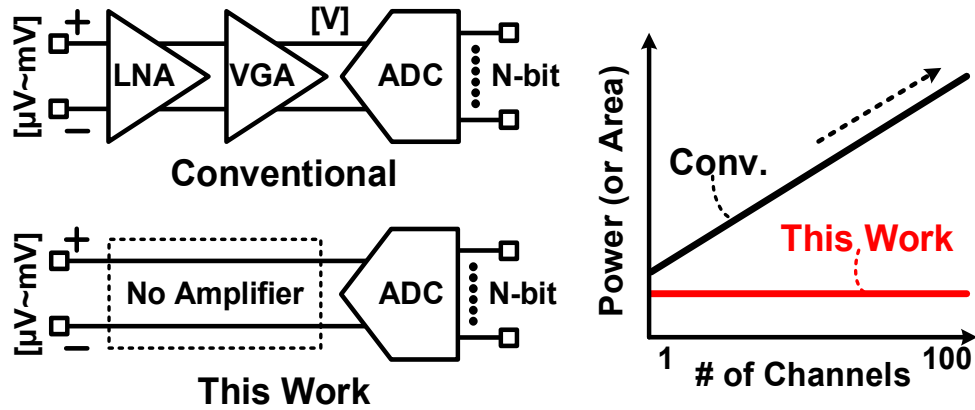 [µV~mV]
+
−
LNA
VGA
[V]
ADC
N-bit
Conventional
[µV~mV]
+
−
No Amplifier
ADC
N-bit
This Work
Power (or Area)
Conv.
This Work
1
100
# of Channels